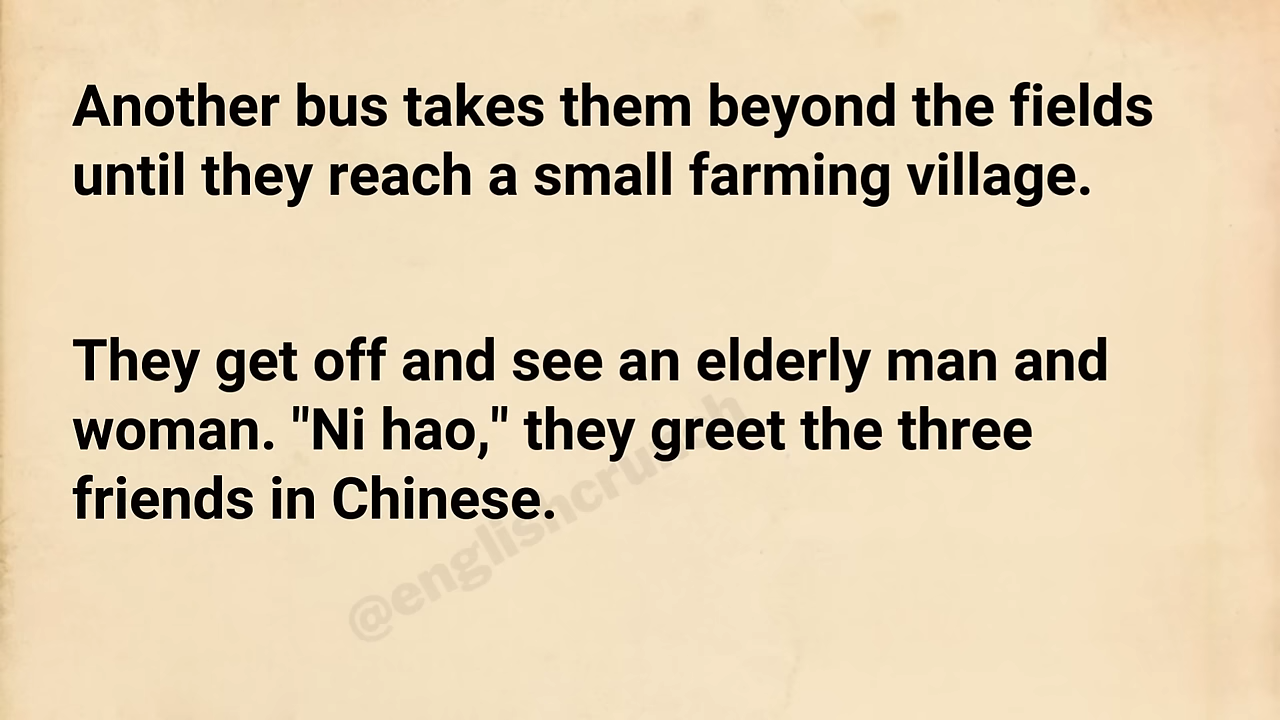 Another bus takes them beyond the fields
until they reach a small farming village.
They get off and see an elderly man and
woman. "Ni hao," they greet the three
friends in Chinese.
@englishcrush